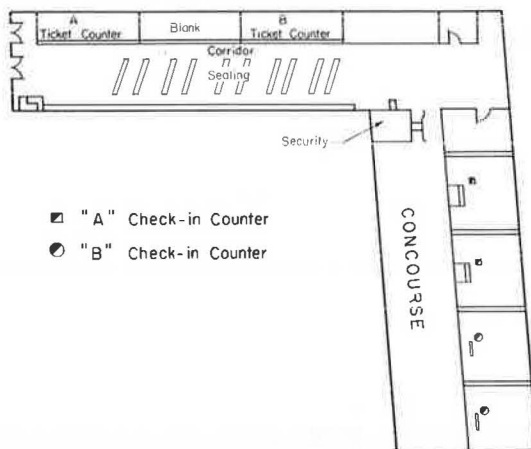 A
Ticket Counter
Blank
B
Ticket Counter
Corridor
Seating
Security
"A" Check-in Counter
"B" Check-in Counter
CONCOURSE